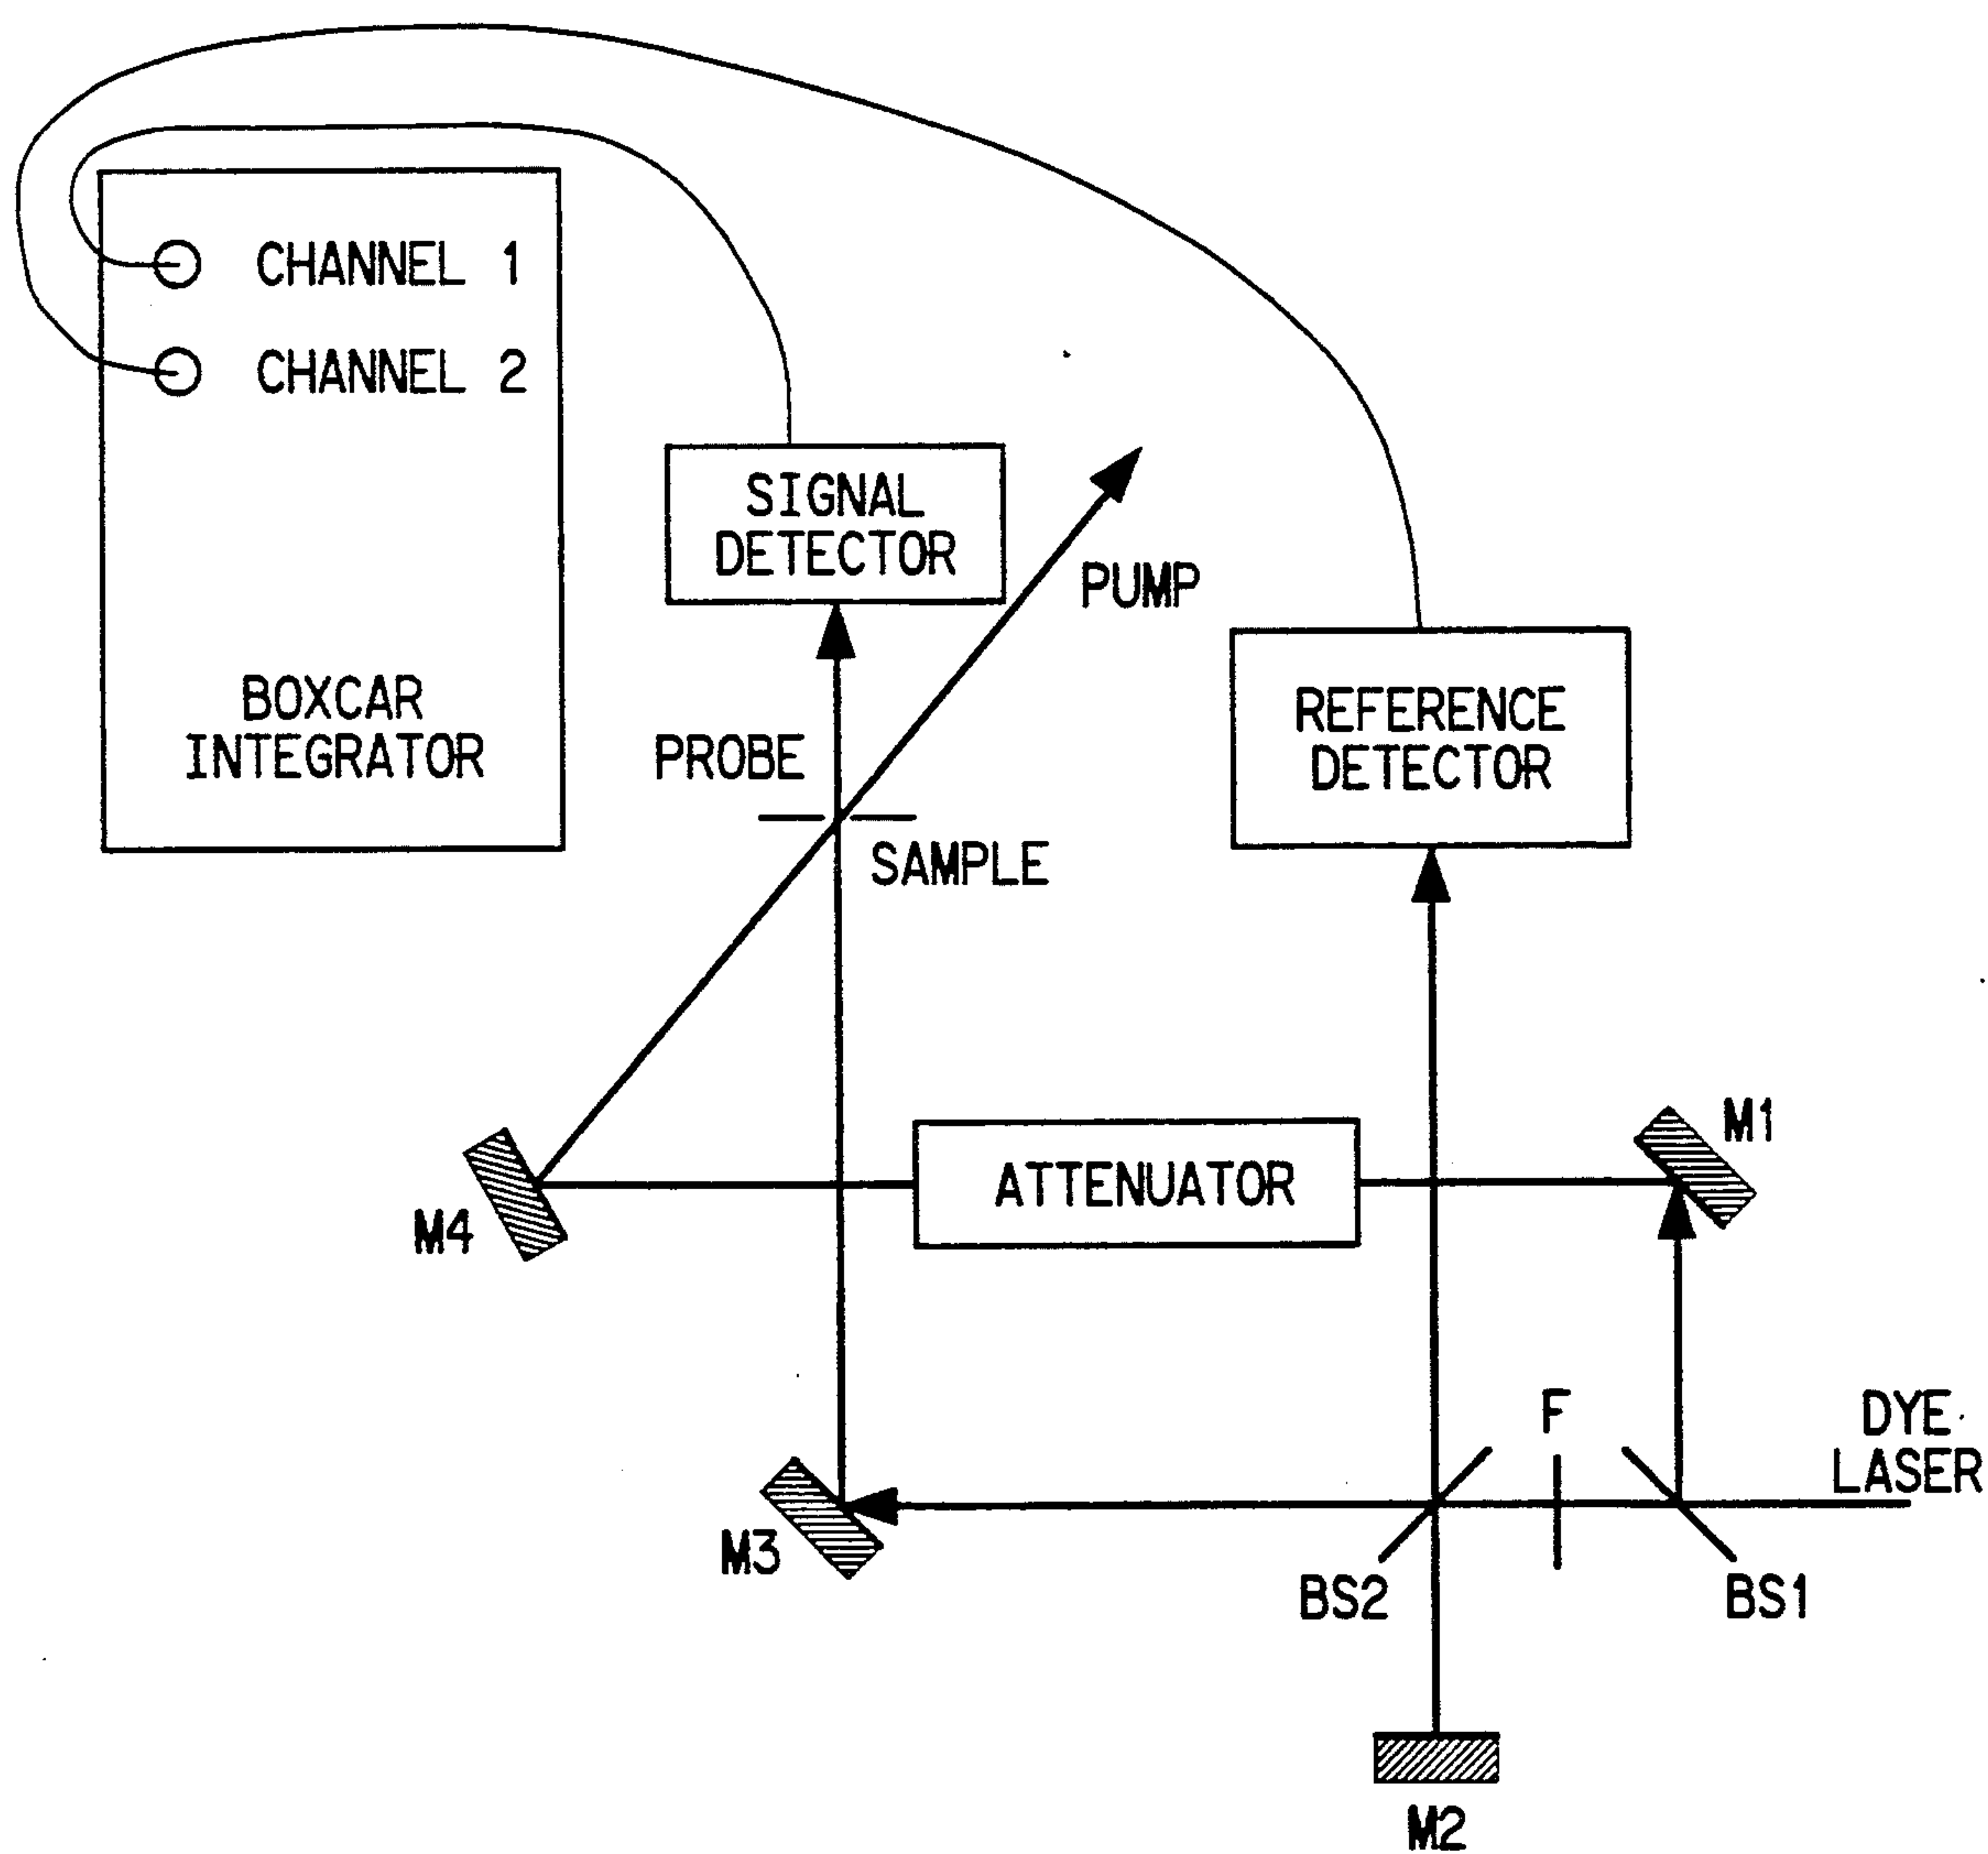 CHANNEL 1
CHANNEL 2
BOXCAR
INTEGRATOR
SIGNAL
DETECTOR
PUMP
PROBE
SAMPLE
REFERENCE
DETECTOR
M1
ATTENUATOR
M4
F
DYE
LASER
M3
BS2
BS1
M2